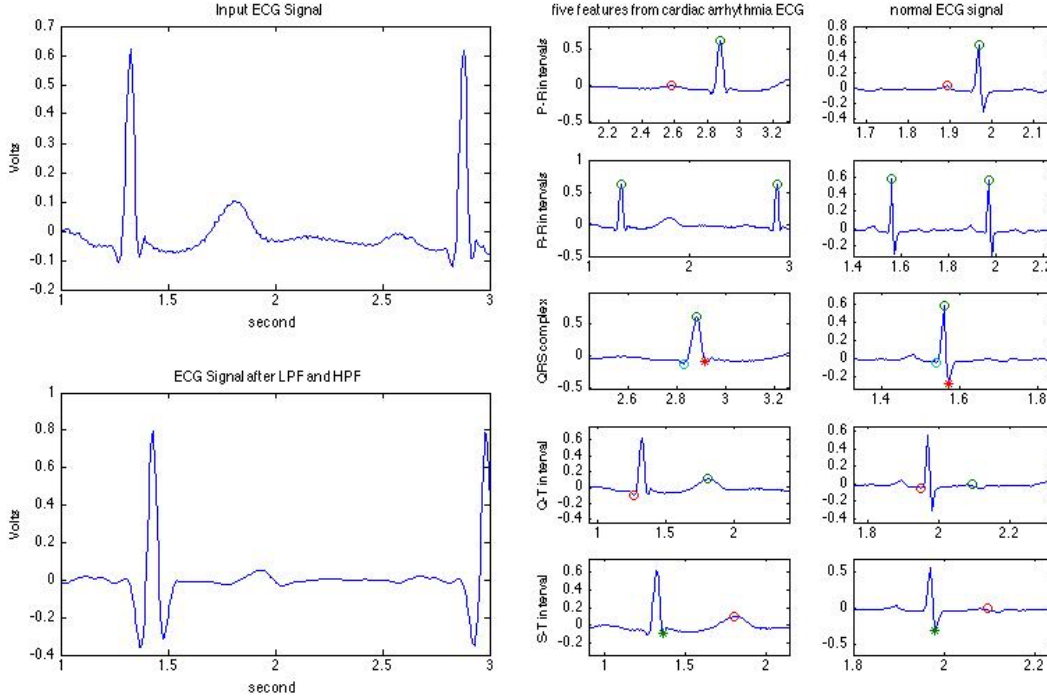 Input ECG Signal
0.7
0.6
0.5
0.4
0.3
0.2
0.1
0
-0.1
-0.2
Volts
1 1.5 2 2.5 3
second
ECG Signal after LPF and HPF
1
0.8
0.6
0.4
0.2
0
-0.2
-0.4
Volts
1 1.5 2 2.5 3
second
five features from cardiac arrhythmia ECG
P-R intervals
0.5
0
-0.5
2.2 2.4 2.6 2.8 3 3.2
R-R intervals
1
0.5
0
-0.5
1 2 3
QRS complex
0.5
0
-0.5
2.4 2.6 2.8 3 3.2
Q-T interval
0.6
0.4
0.2
0
-0.2
-0.4
1 1.5 2
S-T interval
0.6
0.4
0.2
0
-0.2
1 1.5 2
normal ECG signal
0.8
0.6
0.4
0.2
0
-0.2
1.7 1.8 1.9 2 2.1
0.6
0.4
0.2
0
-0.2
1.4 1.6 1.8 2 2.2
0.6
0.4
0.2
0
-0.2
1.4 1.6 1.8
0.6
0.4
0.2
0
-0.2
-0.4
1.8 2 2.2
0.5
0
-0.5
1.8 2 2.2